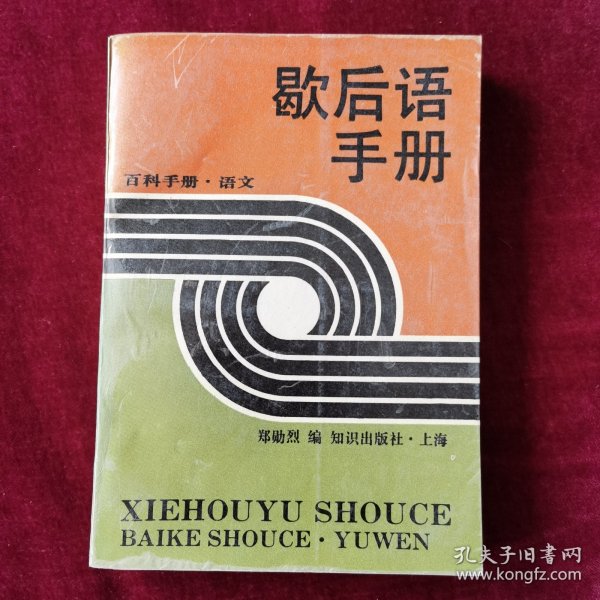 歇后语
手册
百科手册·语文
郑勋烈 编 知识出版社·上海
XIEHOUYU SHOUCE
BAIKE SHOUCE·YUWEN
孔夫子旧书网
www.kongfz.com